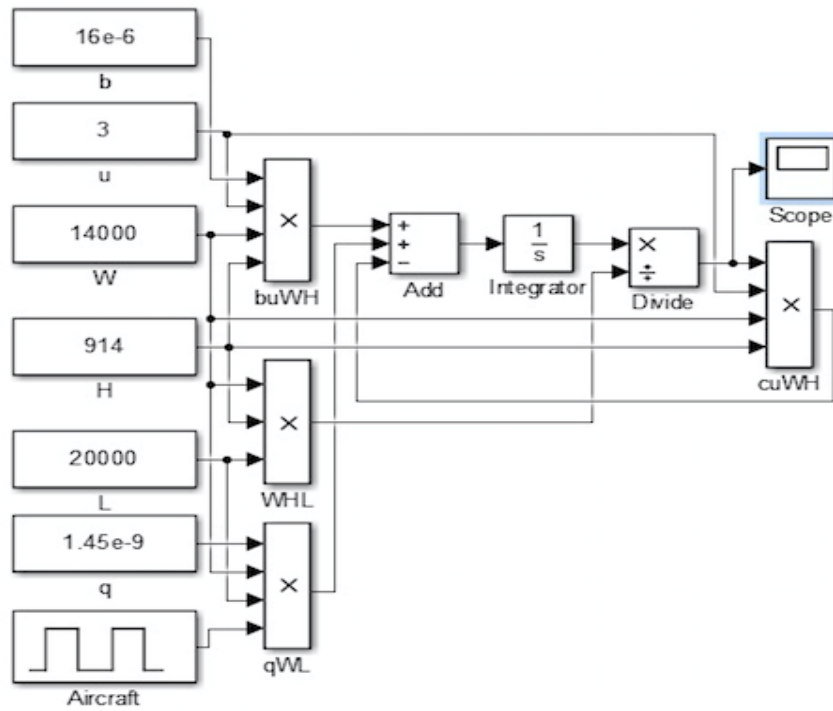 16e-6
b
3
u
14000
W
914
H
20000
L
1.45e-9
q
Aircraft
×
buWH
×
WHL
×
qWL
+
+
−
Add
1
s
Integrator
×
÷
Divide
Scope
×
cuWH